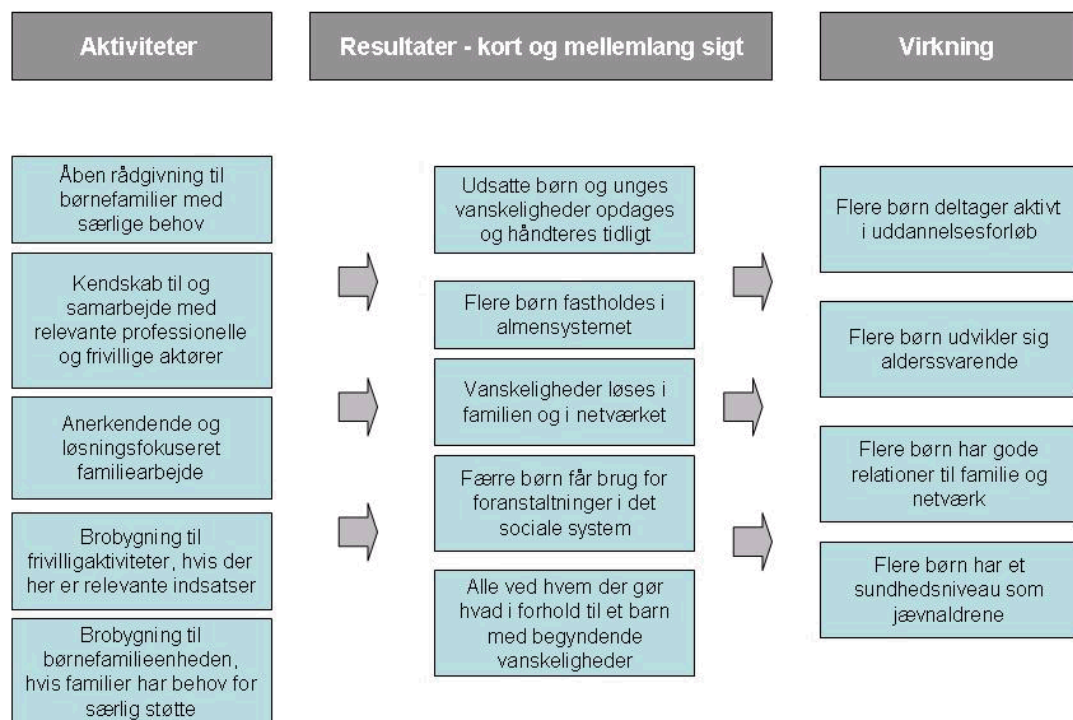 Aktiviteter
Resultater - kort og mellemlang sigt
Virkning
Åben rådgivning til
børnefamilier med
særlige behov
Kendskab til og
samarbejde med
relevante professionelle
og frivillige aktører
Anerkendende og
løsningsfokuseret
familiearbejde
Brobygning til
frivilligaktiviteter, hvis der
her er relevante indsatser
Brobygning til
børnefamilieenheden,
hvis familier har behov for
særlig støtte
Udsatte børn og unges
vanskeligheder opdages
og håndteres tidligt
Flere børn fastholdes i
almensystemet
Vanskeligheder løses i
familien og i netværket
Færre børn får brug for
foranstaltninger i det
sociale system
Alle ved hvem der gør
hvad i forhold til et barn
med begyndende
vanskeligheder
Flere børn deltager aktivt
i uddannelsesforløb
Flere børn udvikler sig
alderssvarende
Flere børn har gode
relationer til familie og
netværk
Flere børn har et
sundhedsniveau som
jævnaldrene